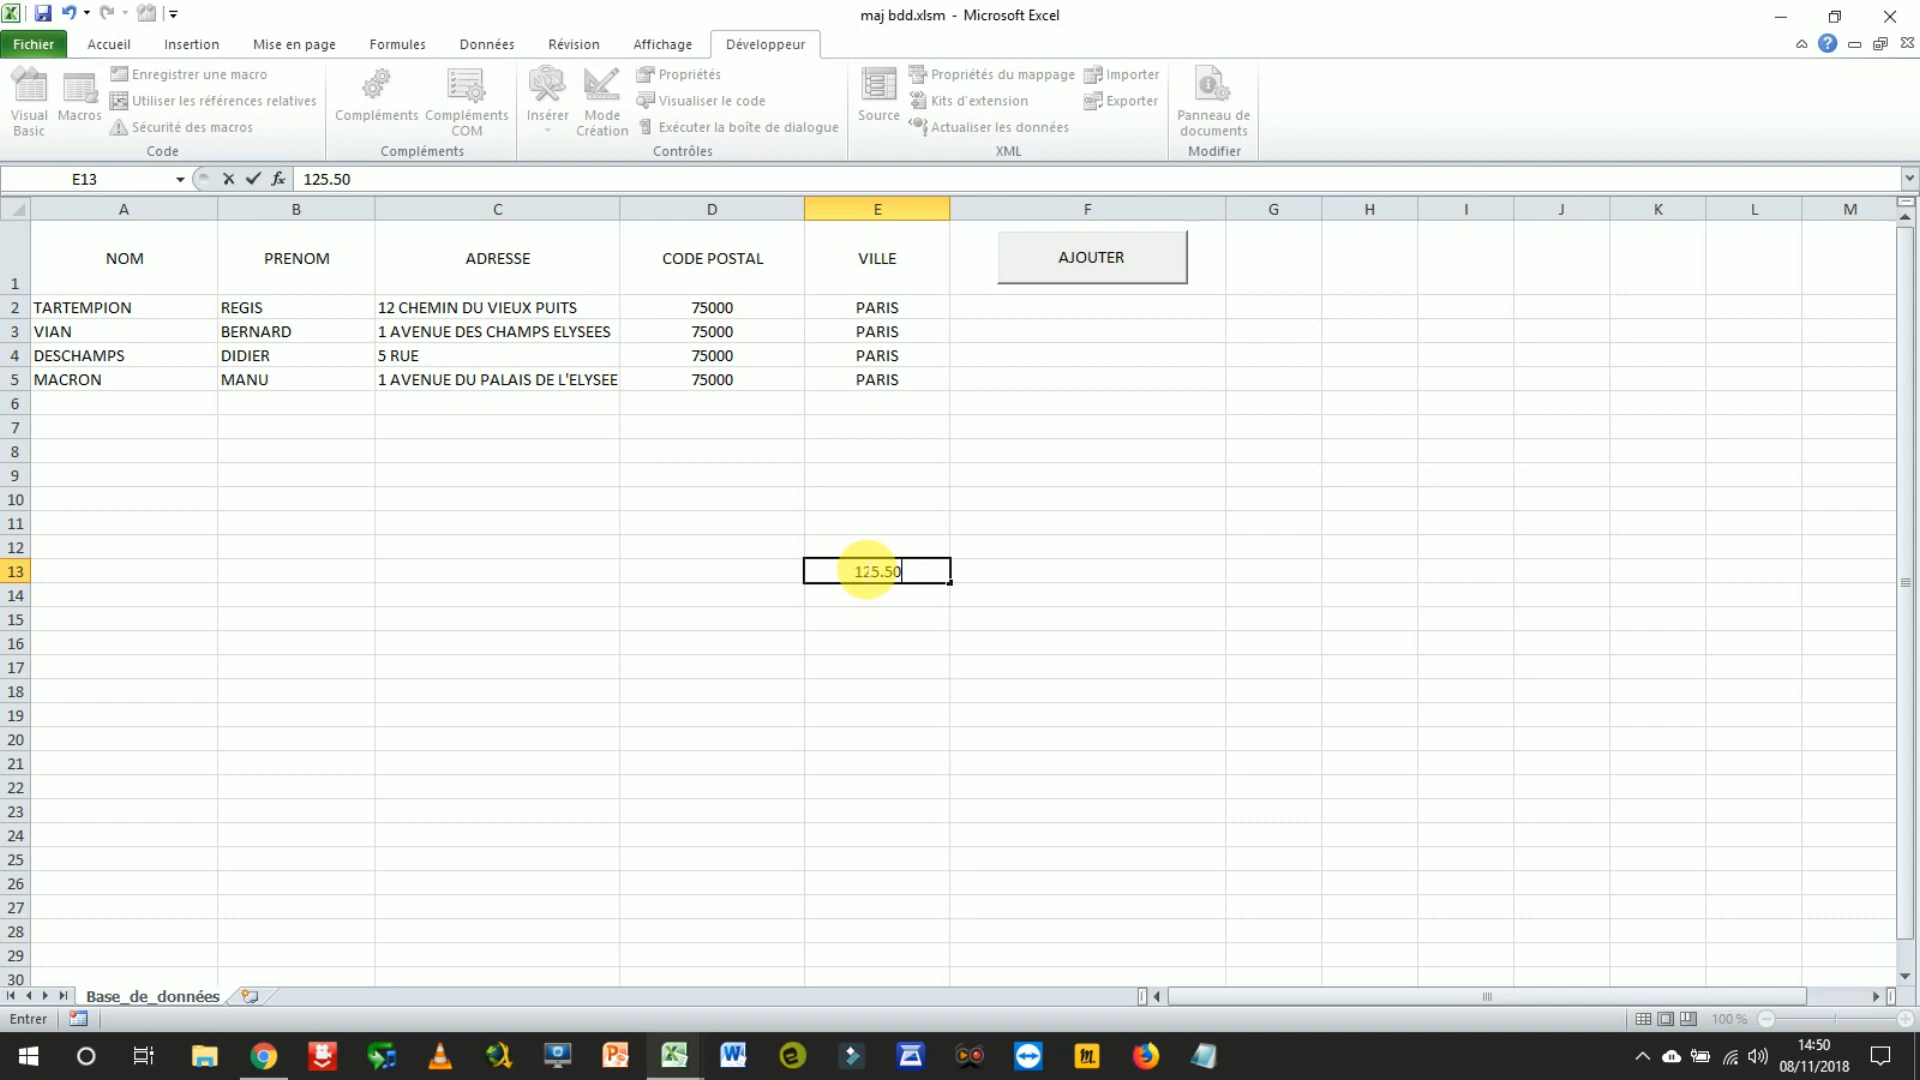 maj bdd.xlsm - Microsoft Excel
Fichier Accueil Insertion Mise en page Formules Données Révision Affichage Développeur
Visual Basic
Macros
Enregistrer une macro
Utiliser les références relatives
Sécurité des macros
Code
Compléments
Compléments COM
Compléments
Insérer
Mode Création
Propriétés
Visualiser le code
Exécuter la boîte de dialogue
Contrôles
Source
Propriétés du mappage
Kits d'extension
Actualiser les données
Importer
Exporter
XML
Panneau de documents
Modifier
E13 fx 125.50
A B C D E F G H I J K L M
1 NOM PRENOM ADRESSE CODE POSTAL VILLE AJOUTER
2 TARTEMPION REGIS 12 CHEMIN DU VIEUX PUITS 75000 PARIS
3 VIAN BERNARD 1 AVENUE DES CHAMPS ELYSEES 75000 PARIS
4 DESCHAMPS DIDIER 5 RUE 75000 PARIS
5 MACRON MANU 1 AVENUE DU PALAIS DE L'ELYSEE 75000 PARIS
6
7
8
9
10
11
12
13 125.50
14
15
16
17
18
19
20
21
22
23
24
25
26
27
28
29
30
Base_de_données
Entrer 100 %
14:50
08/11/2018